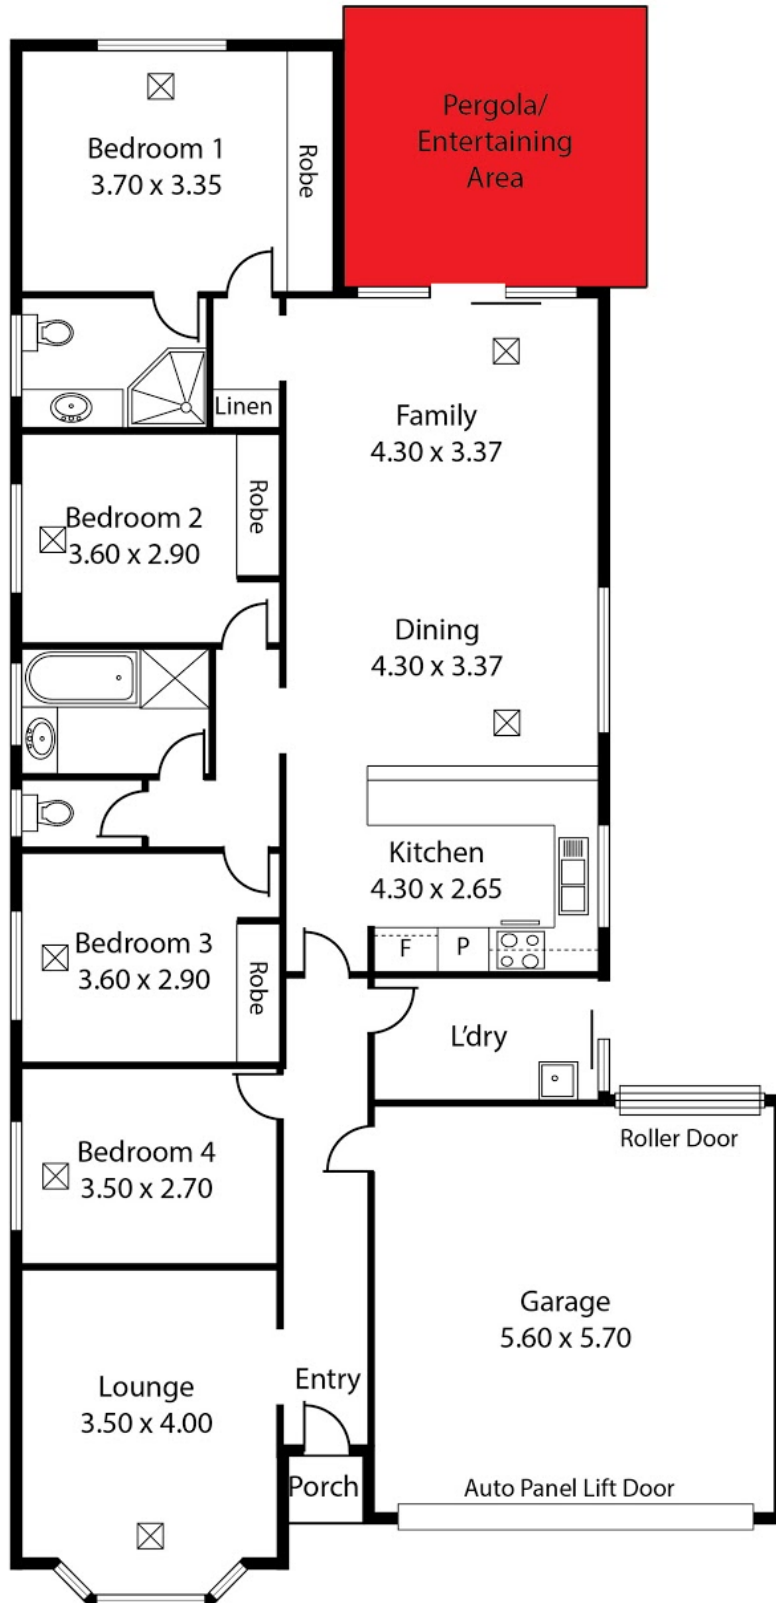 Pergola/
Entertaining
Area
Bedroom 1
3.70 x 3.35
Robe
Linen
Family
4.30 x 3.37
Bedroom 2
3.60 x 2.90
Robe
Dining
4.30 x 3.37
Kitchen
4.30 x 2.65
F
P
Bedroom 3
3.60 x 2.90
Robe
L'dry
Roller Door
Bedroom 4
3.50 x 2.70
Garage
5.60 x 5.70
Entry
Lounge
3.50 x 4.00
Porch
Auto Panel Lift Door